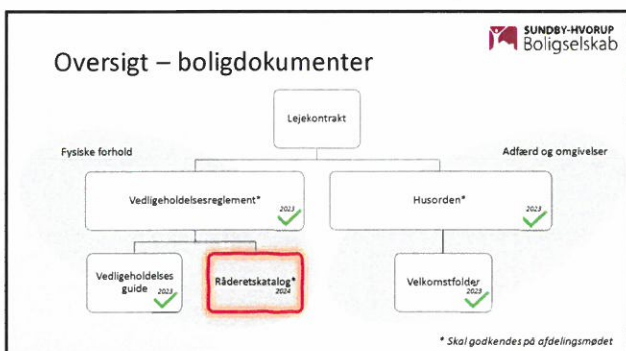 SUNDBY-HVORUP
Boligselskab
Oversigt – boligdokumenter
Lejekontrakt
Fysiske forhold
Adfærd og omgivelser
Vedligeholdelsesreglement*
2023
Husorden*
2023
Vedligeholdelses
guide
2023
Råderetskatalog*
2024
Velkomstfolder
2023
* Skal godkendes på afdelingsmødet